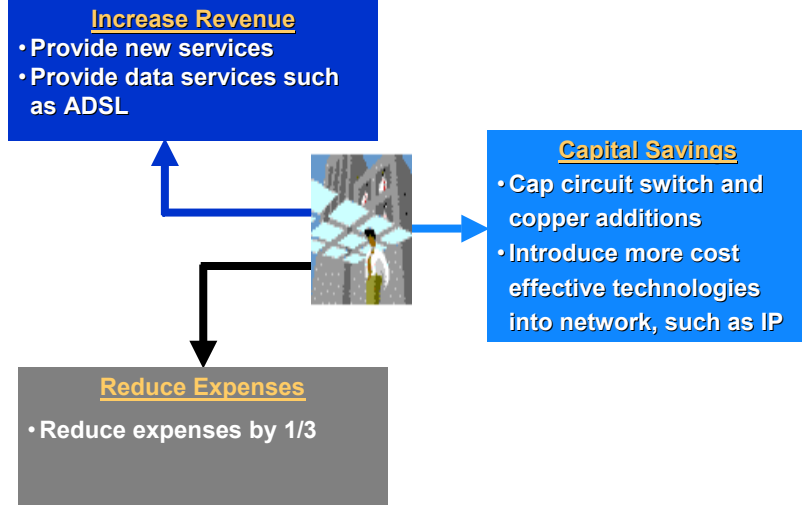 Increase Revenue
• Provide new services
• Provide data services such
as ADSL
Capital Savings
• Cap circuit switch and
copper additions
• Introduce more cost
effective technologies
into network, such as IP
Reduce Expenses
• Reduce expenses by 1/3